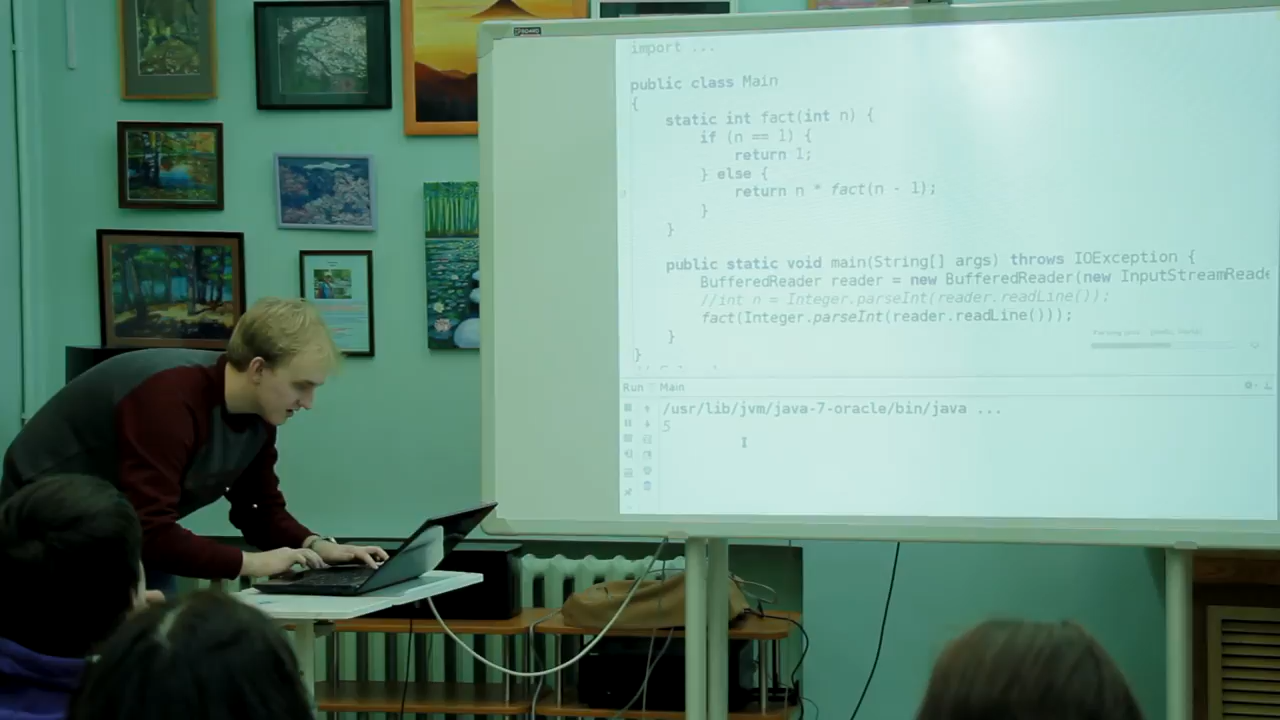 import ...
public class Main
{
static int fact(int n) {
if (n == 1) {
return 1;
} else {
return n * fact(n - 1);
}
}
public static void main(String[] args) throws IOException {
BufferedReader reader = new BufferedReader(new InputStreamReade
//int n = Integer.parseInt(reader.readLine());
fact(Integer.parseInt(reader.readLine()));
}
}
Run Main
/usr/lib/jvm/java-7-oracle/bin/java ...
5